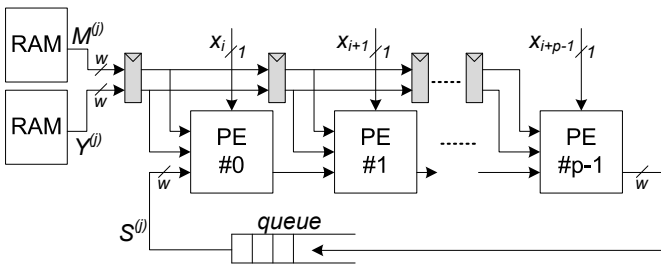 RAM
M(j)
w
w
RAM
Y(j)
xi
1
xi+1
1
xi+p-1
1
PE
#0
PE
#1
PE
#p-1
w
w
S(j)
queue